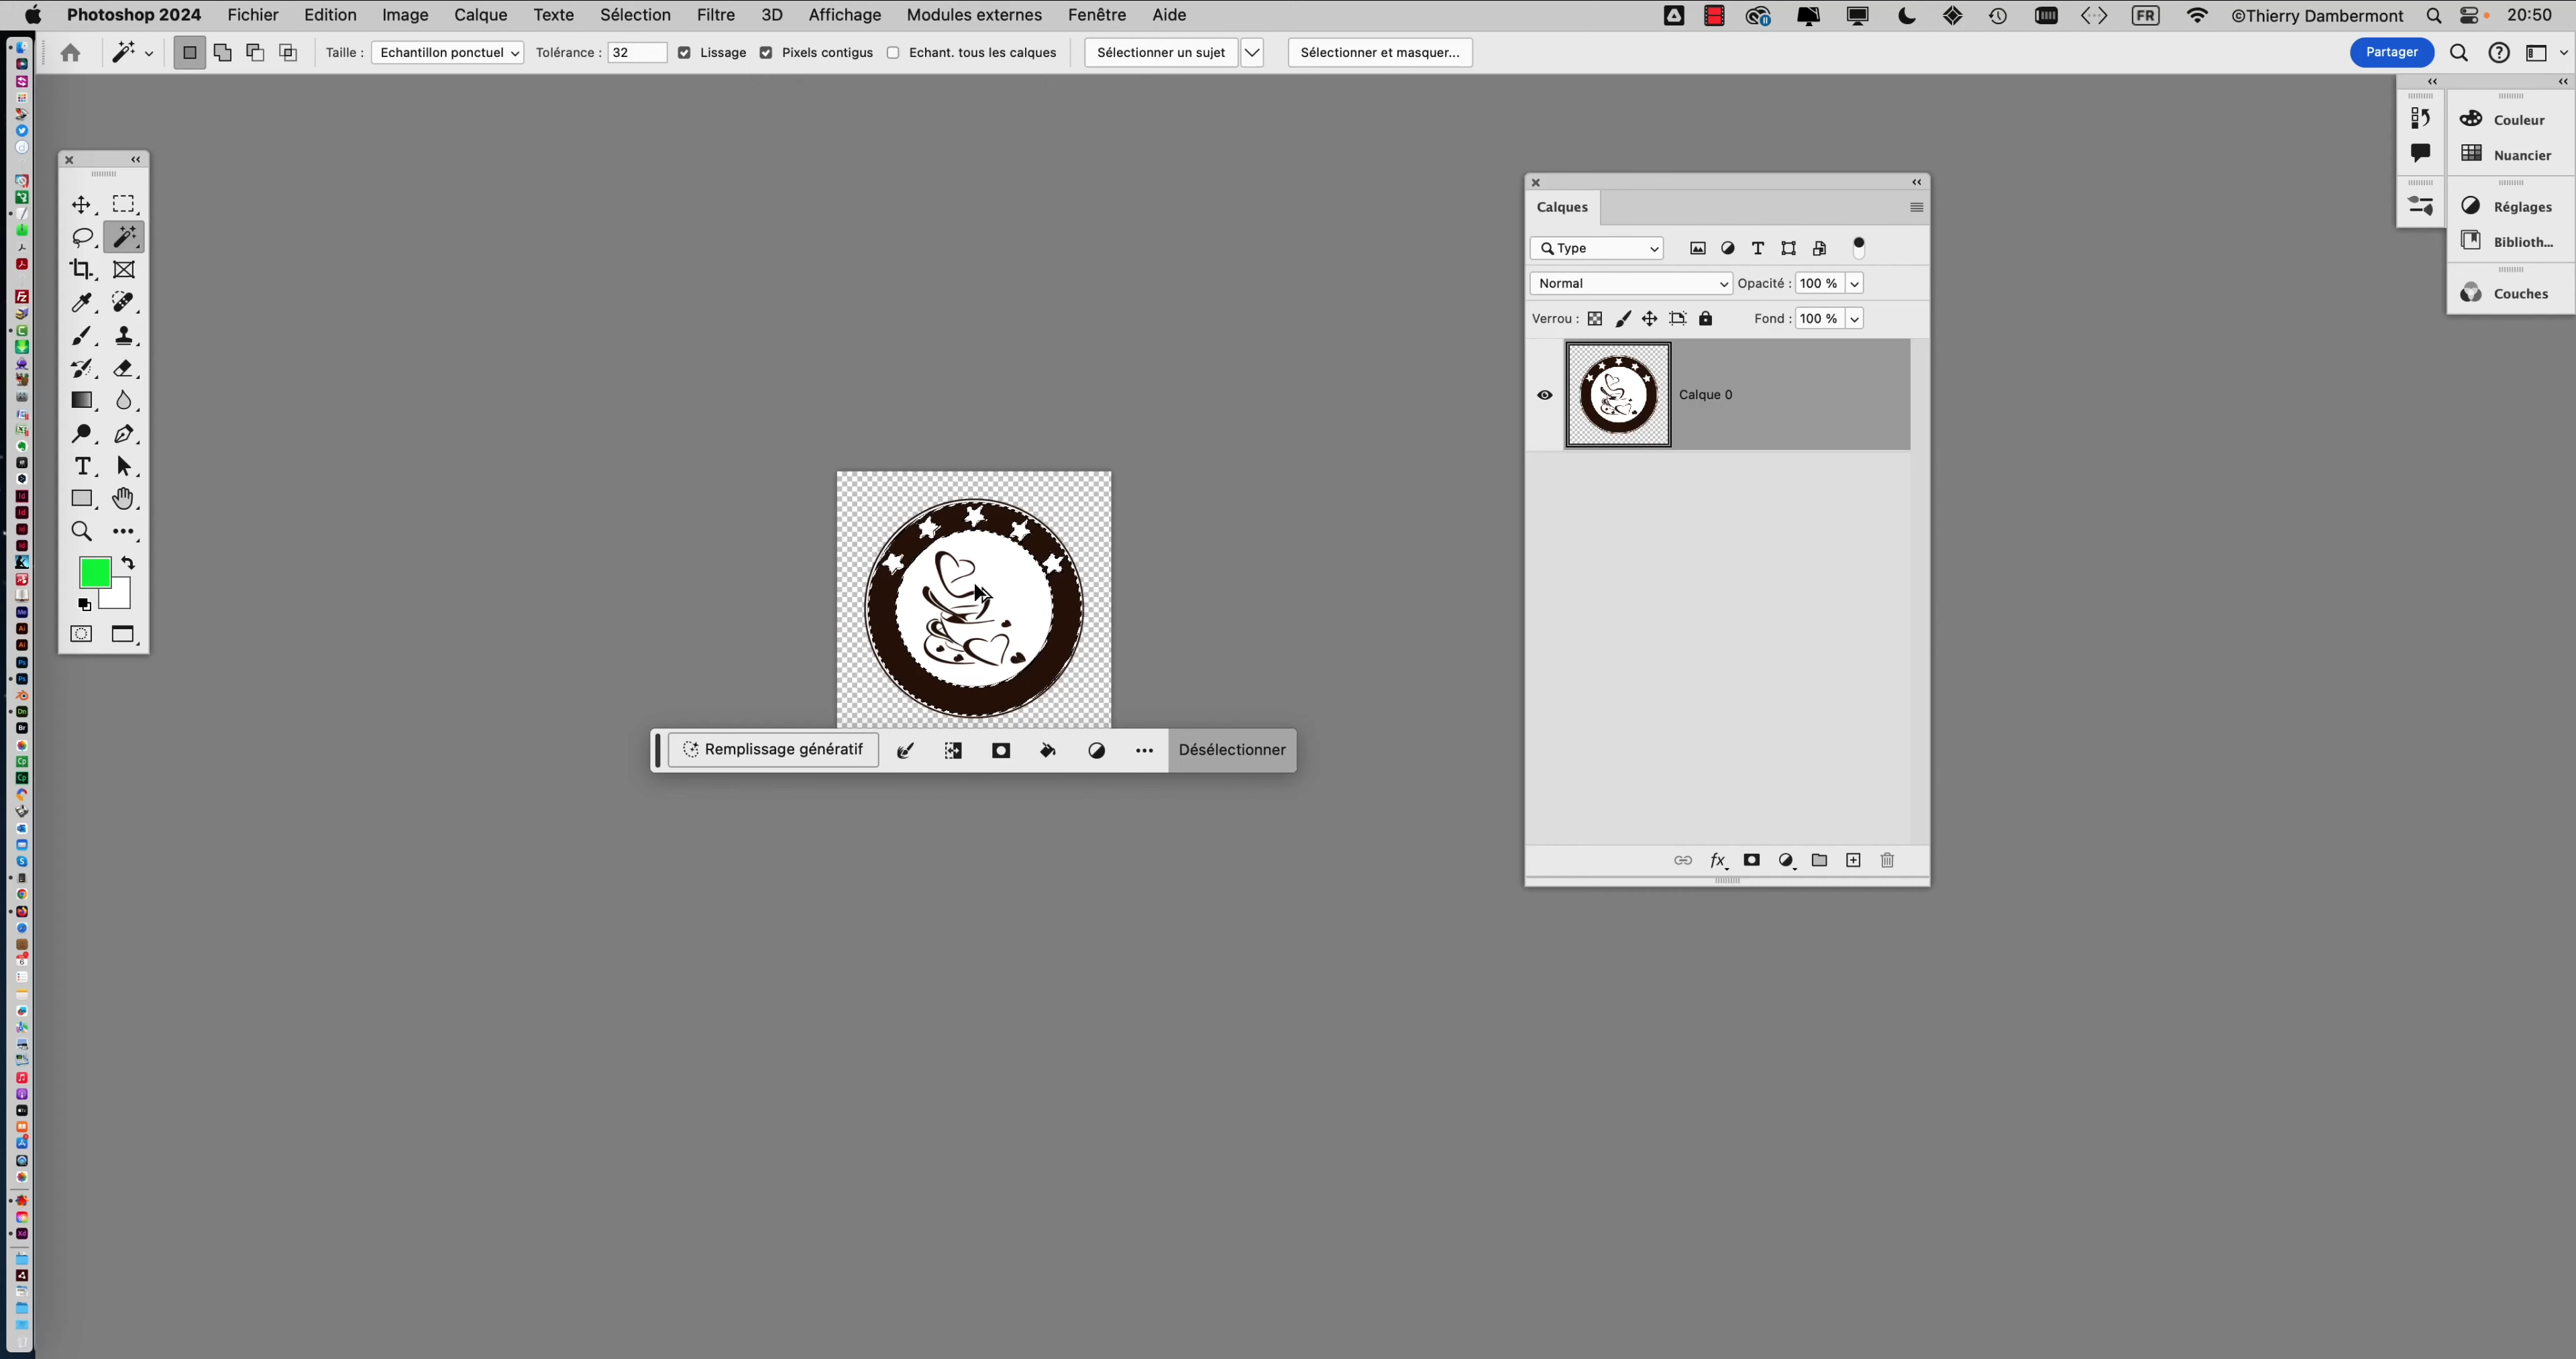 Photoshop 2024 Fichier Edition Image Calque Texte Sélection Filtre 3D Affichage Modules externes Fenêtre Aide FR ©Thierry Dambermont 20:50
Taille : Echantillon ponctuel Tolérance : 32 Lissage Pixels contigus Echant. tous les calques Sélectionner un sujet Sélectionner et masquer... Partager
Couleur
Nuancier
Réglages
Biblioth...
Couches
Calques
Type
Normal Opacité : 100 %
Verrou : Fond : 100 %
Calque 0
Remplissage génératif Désélectionner